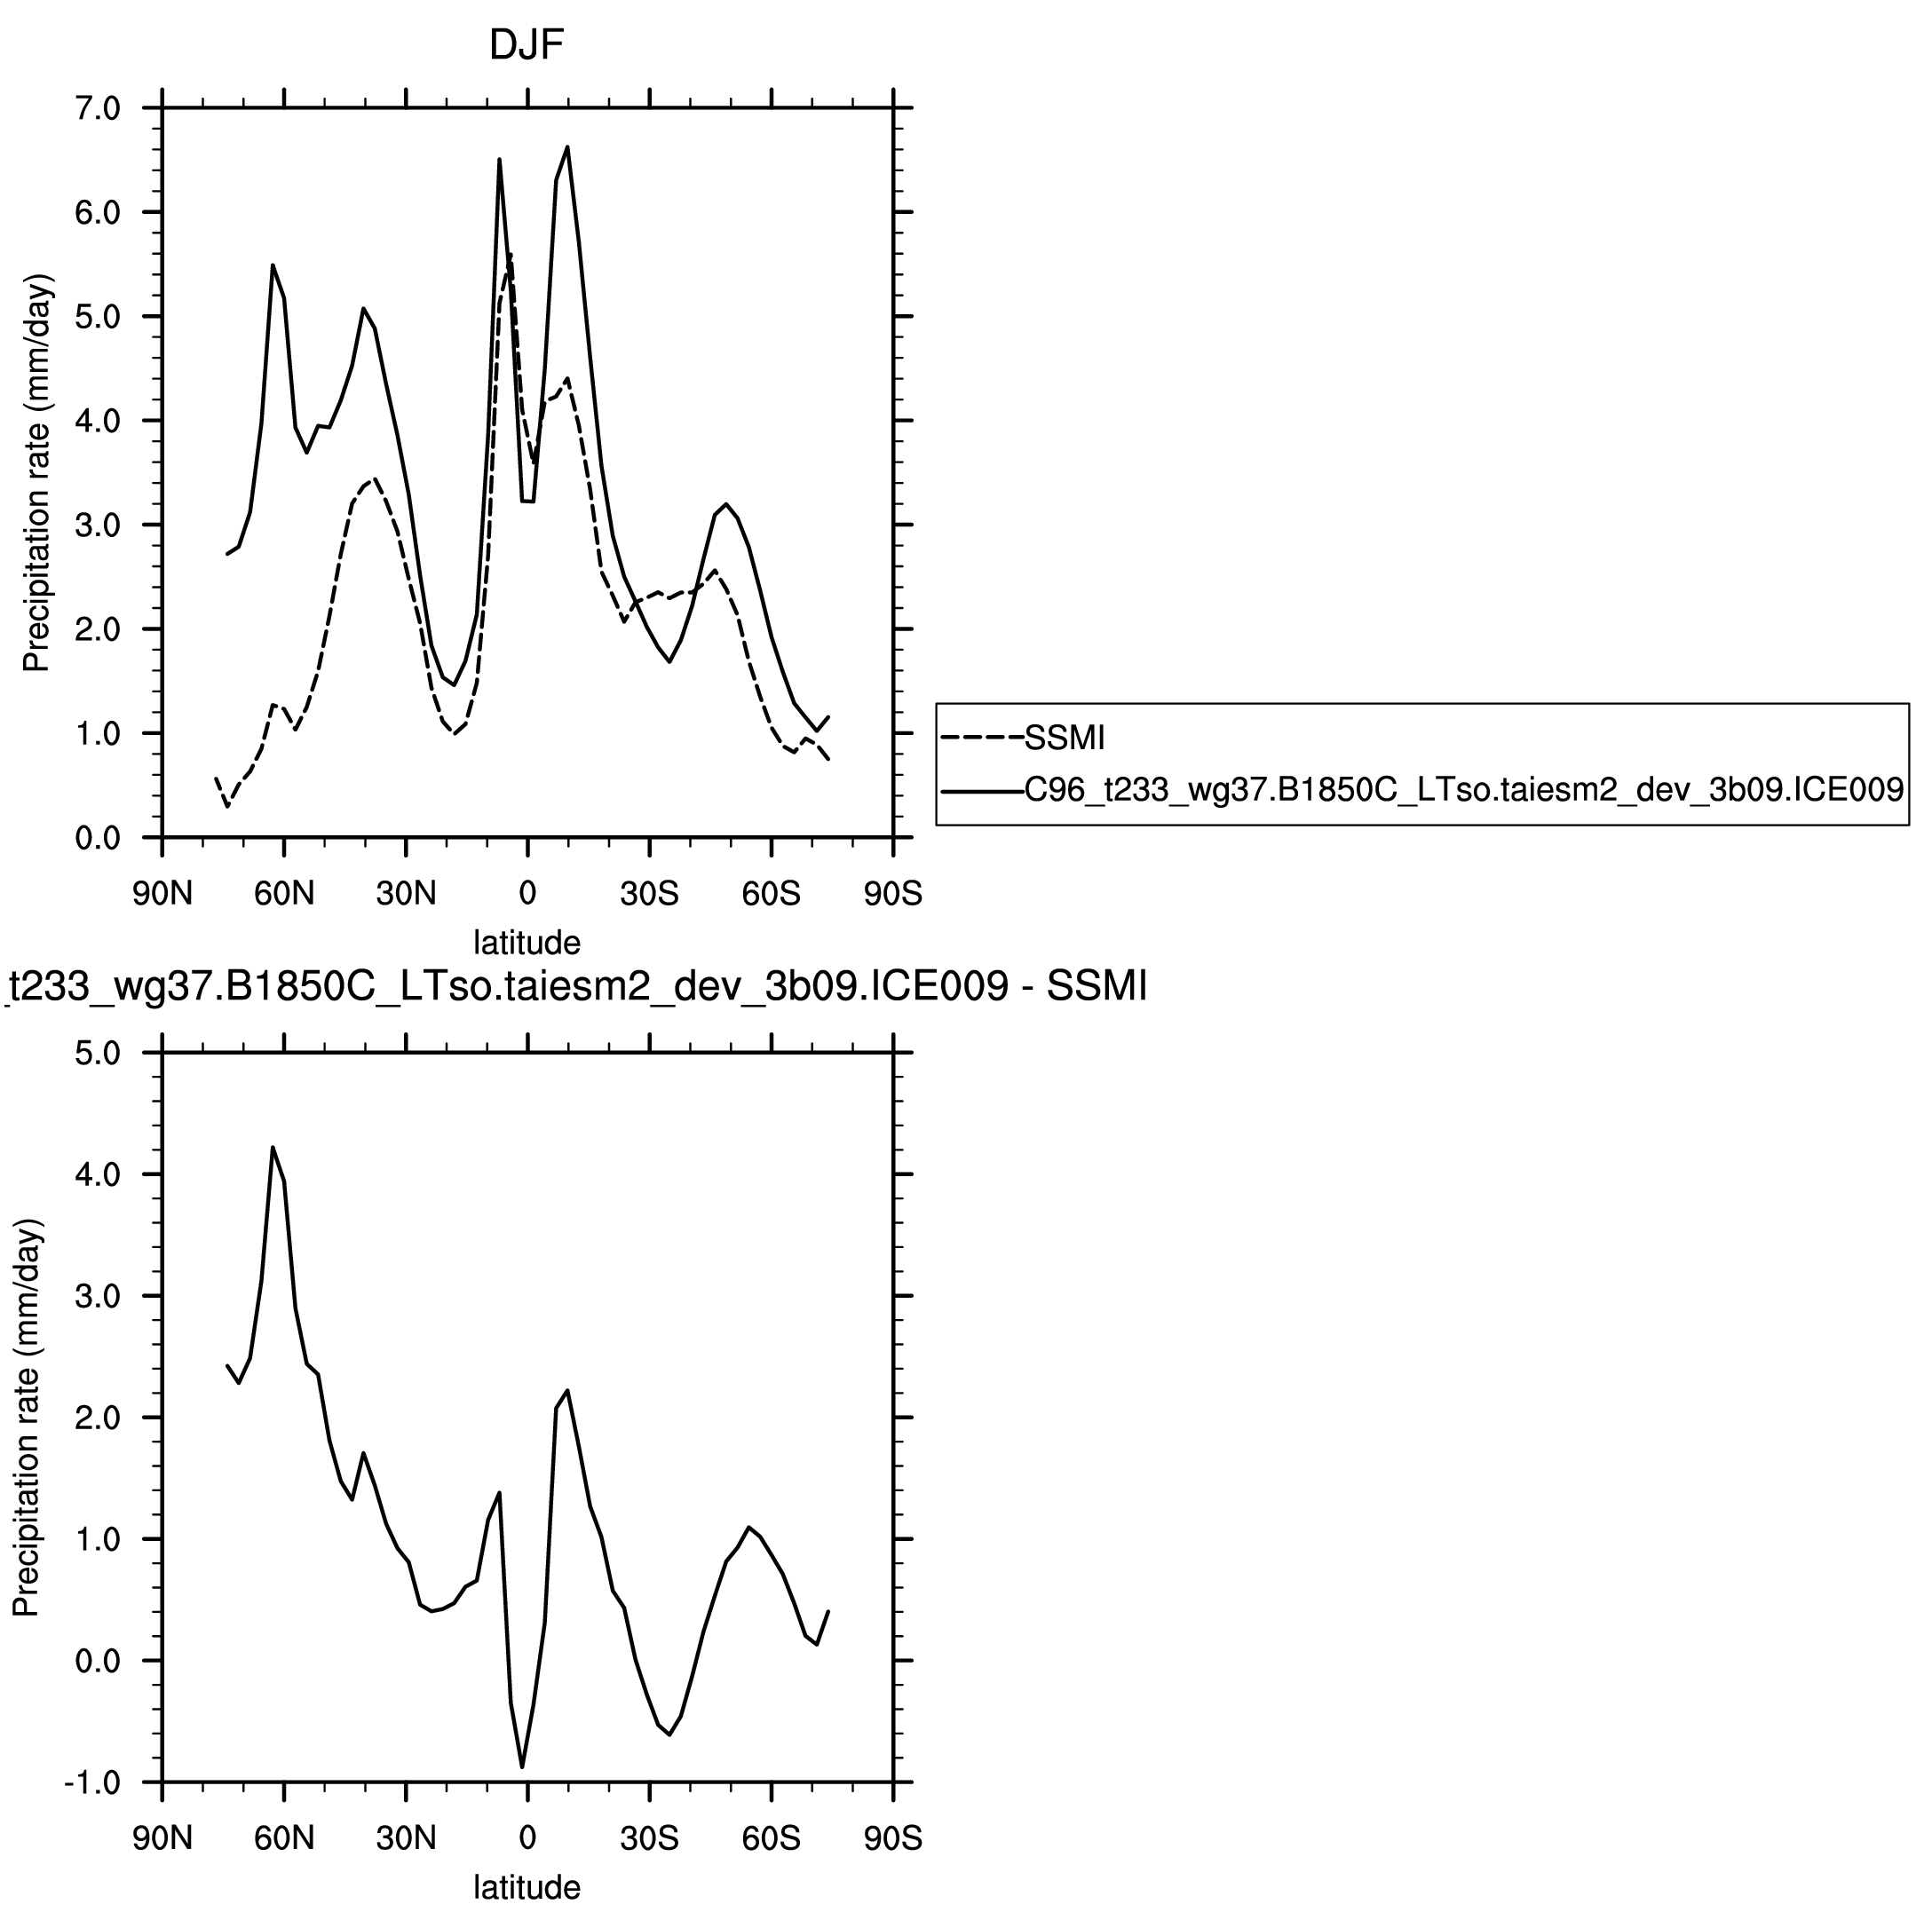 DJF
7.0
6.0
5.0
4.0
3.0
2.0
1.0
0.0
Precipitation rate (mm/day)
90N 60N 30N 0 30S 60S 90S
latitude
SSMI
C96_t233_wg37.B1850C_LTso.taiesm2_dev_3b09.ICE009
_t233_wg37.B1850C_LTso.taiesm2_dev_3b09.ICE009 - SSMI
5.0
4.0
3.0
2.0
1.0
0.0
-1.0
Precipitation rate (mm/day)
90N 60N 30N 0 30S 60S 90S
latitude